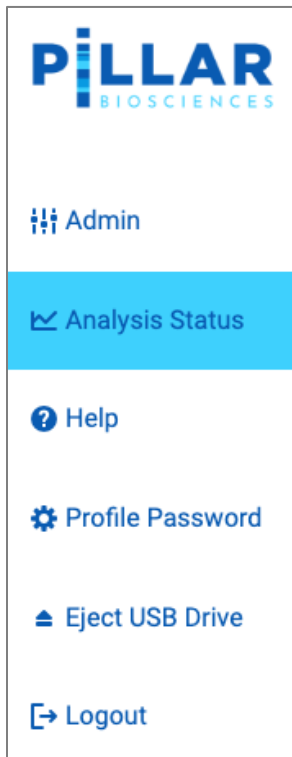 PiLLAR
BIOSCIENCES
Admin
Analysis Status
Help
Profile Password
Eject USB Drive
Logout